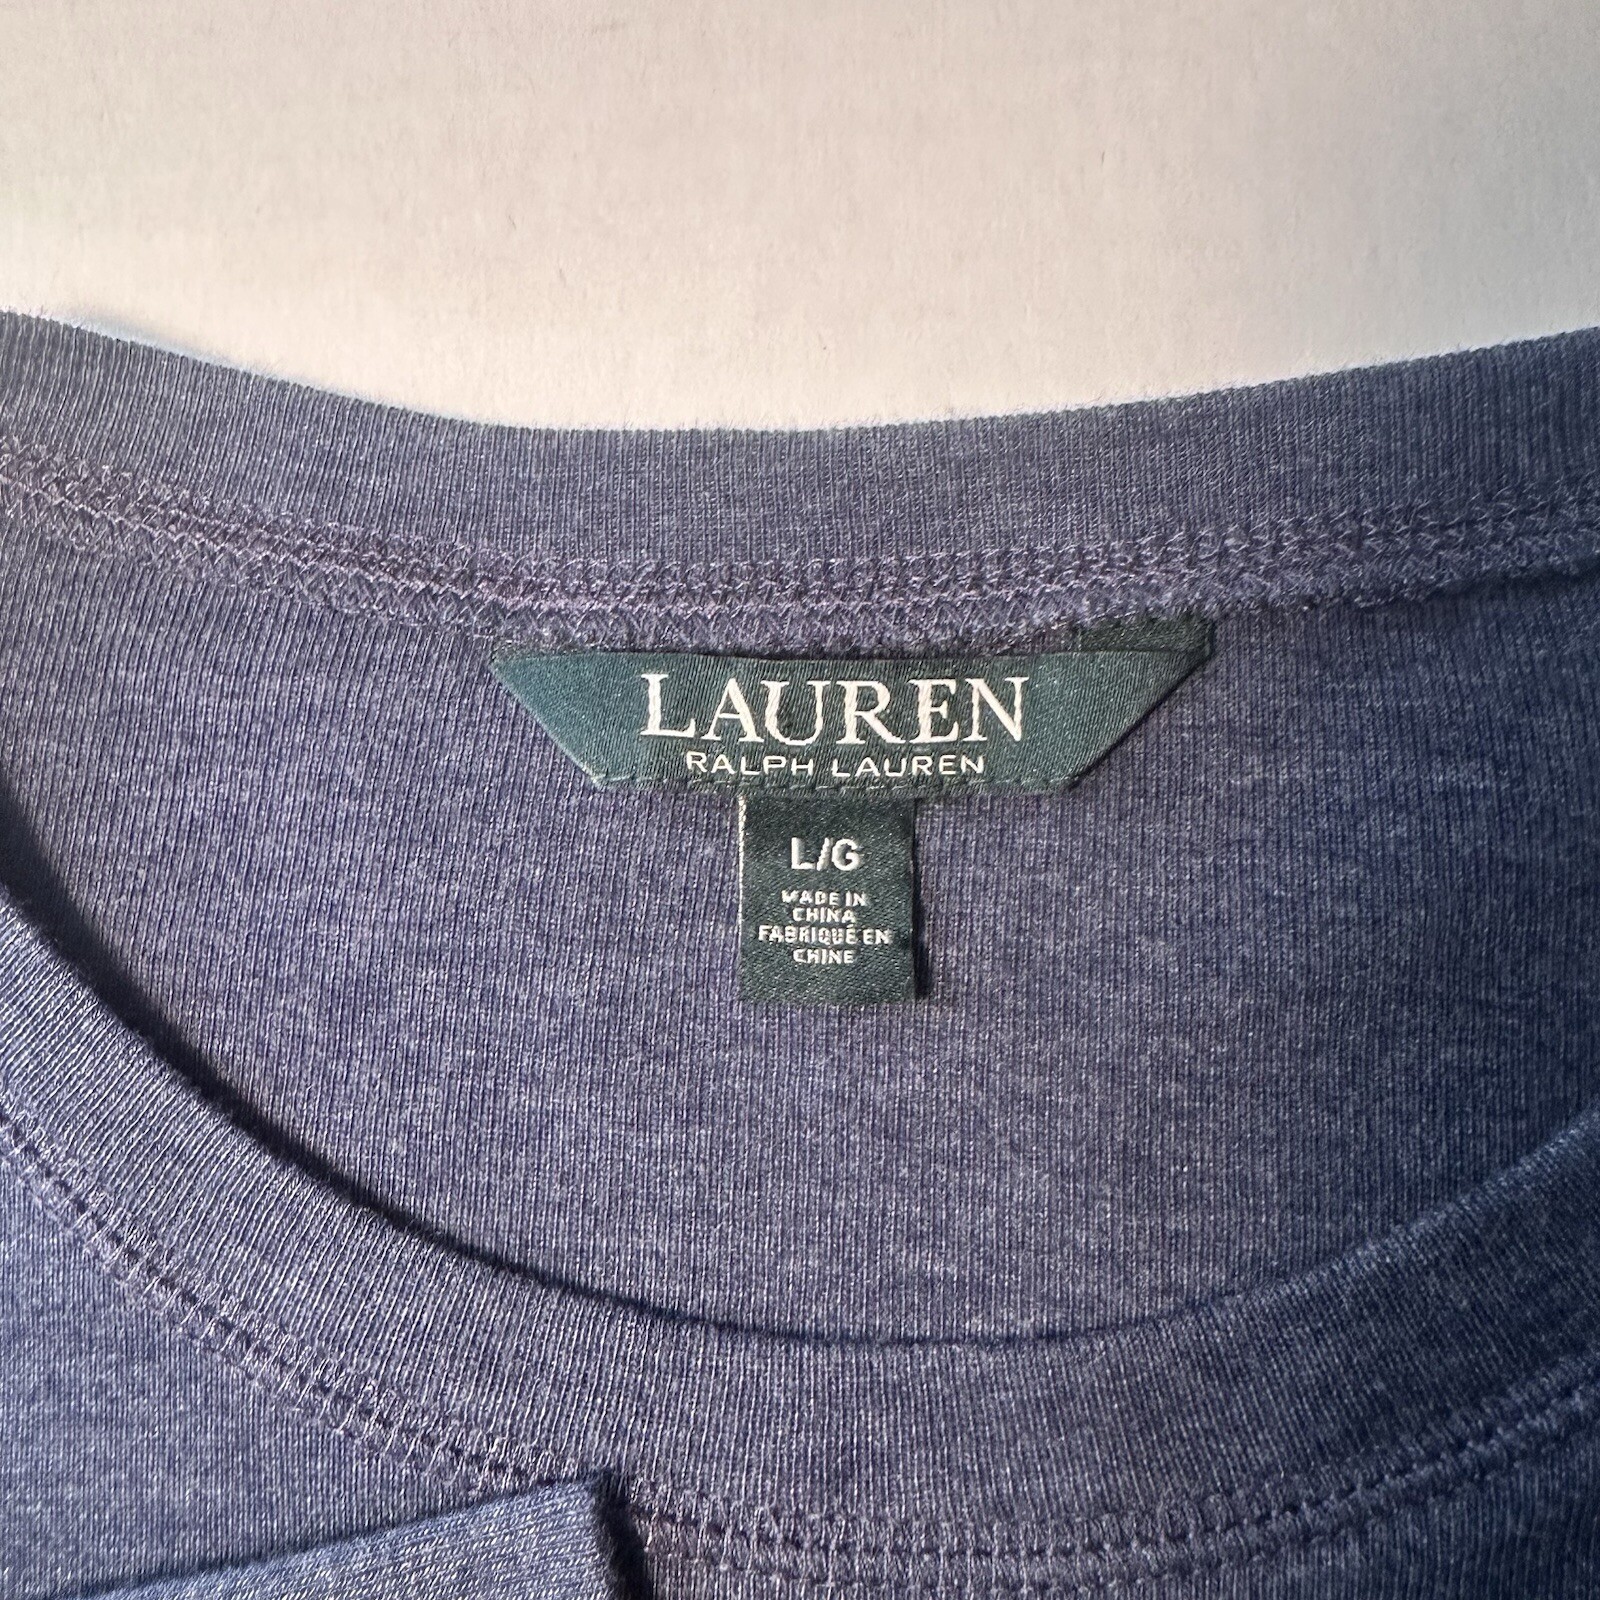 LAUREN
RALPH LAUREN
L/G
MADE IN
CHINA
FABRIQUÉ EN
CHINE